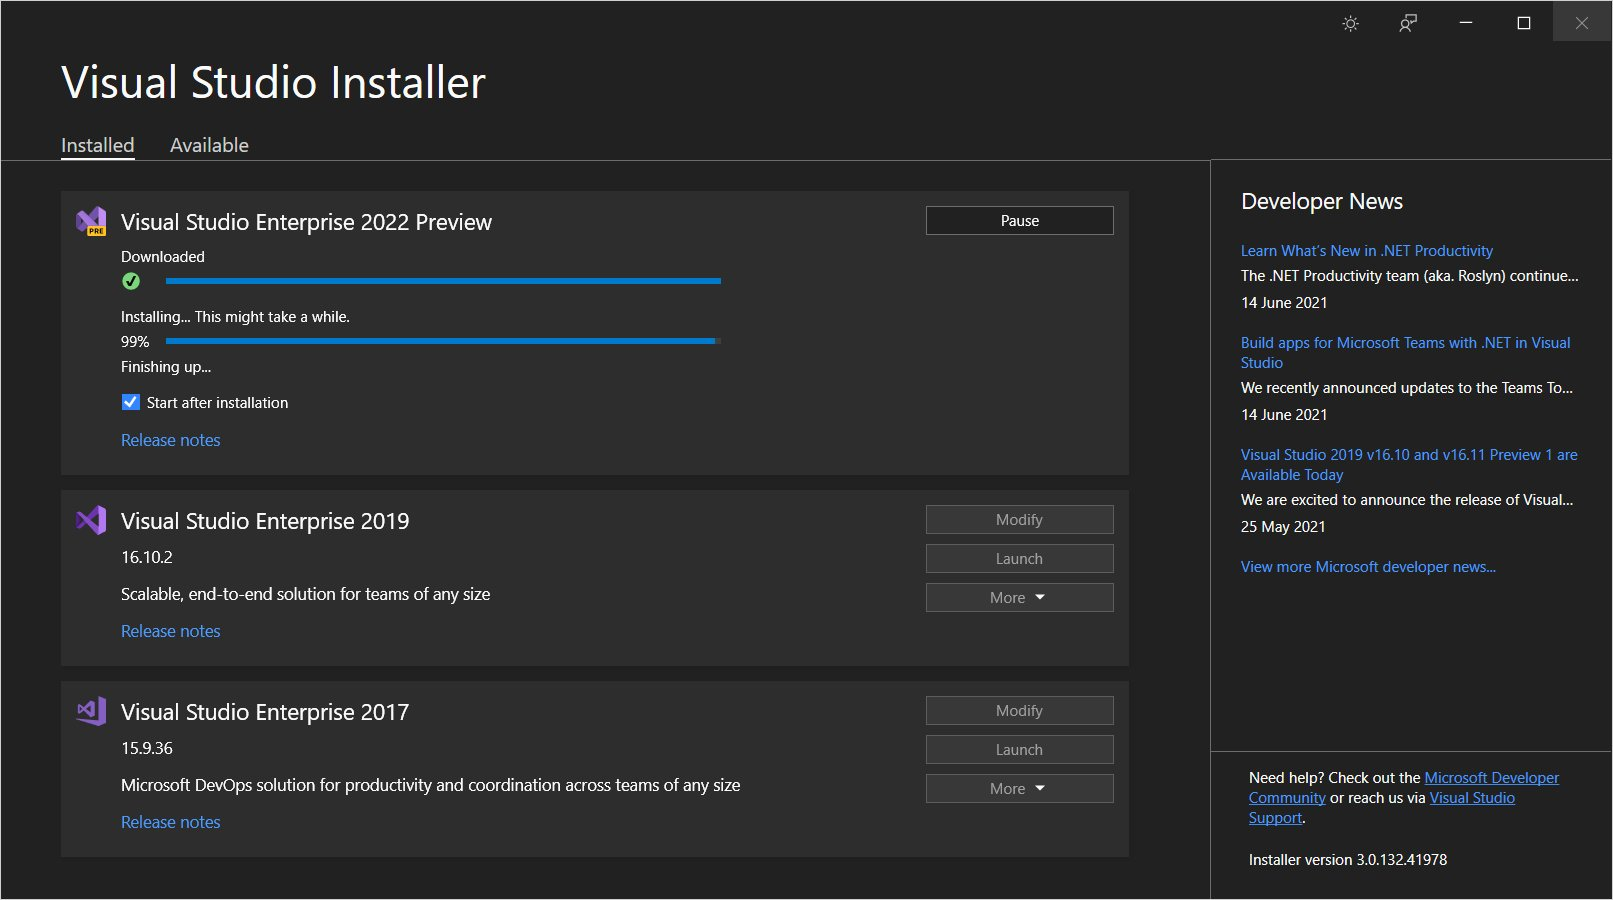 Visual Studio Installer
Installed
Available
PRE
Visual Studio Enterprise 2022 Preview
Pause
Downloaded
Installing... This might take a while.
99%
Finishing up...
Start after installation
Release notes
Visual Studio Enterprise 2019
16.10.2
Scalable, end-to-end solution for teams of any size
Release notes
Modify
Launch
More
Visual Studio Enterprise 2017
15.9.36
Microsoft DevOps solution for productivity and coordination across teams of any size
Release notes
Modify
Launch
More
Developer News
Learn What's New in .NET Productivity
The .NET Productivity team (aka. Roslyn) continue...
14 June 2021
Build apps for Microsoft Teams with .NET in Visual
Studio
We recently announced updates to the Teams To...
14 June 2021
Visual Studio 2019 v16.10 and v16.11 Preview 1 are
Available Today
We are excited to announce the release of Visual...
25 May 2021
View more Microsoft developer news...
Need help? Check out the Microsoft Developer
Community or reach us via Visual Studio
Support.
Installer version 3.0.132.41978